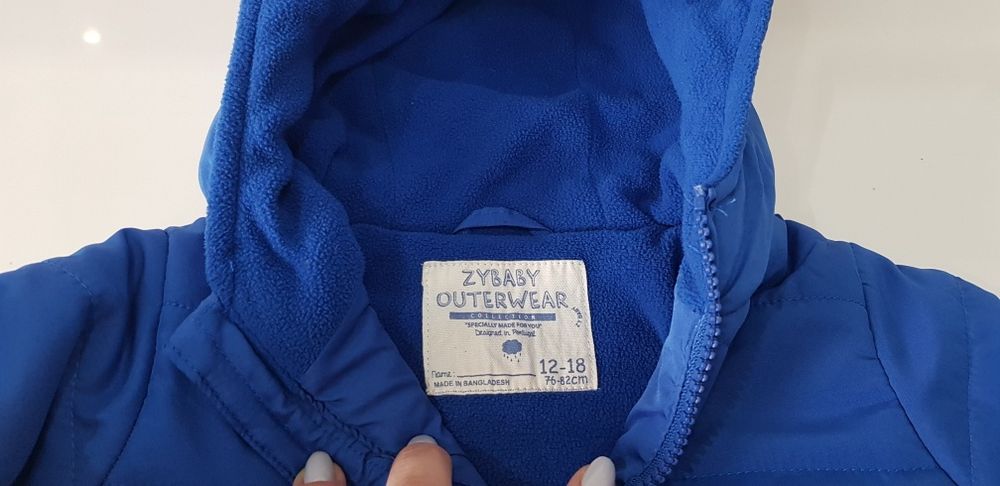 ZYBABY
OUTERWEAR
COLLECTION
"SPECIALLY MADE FOR YOU"
Designed in Portugal
name:
12-18
MADE IN BANGLADESH
76-82cm